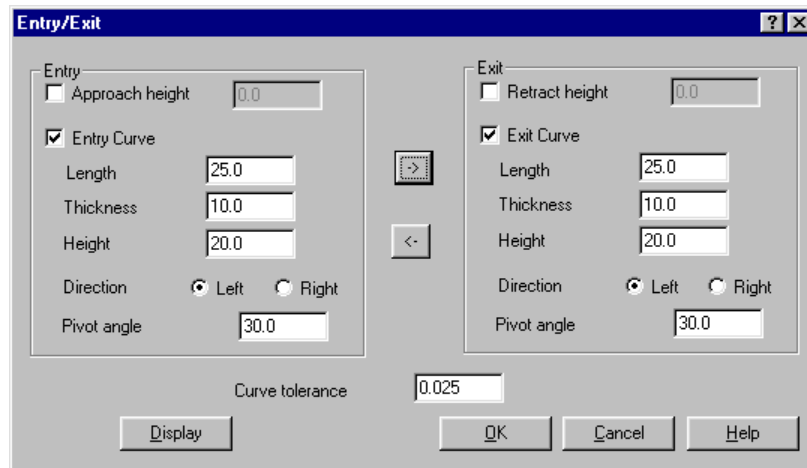 Entry/Exit ? ×
Entry
Approach height 0.0
Entry Curve
Length 25.0
Thickness 10.0
Height 20.0
Direction Left Right
Pivot angle 30.0
->
<-
Exit
Retract height 0.0
Exit Curve
Length 25.0
Thickness 10.0
Height 20.0
Direction Left Right
Pivot angle 30.0
Curve tolerance 0.025
Display OK Cancel Help